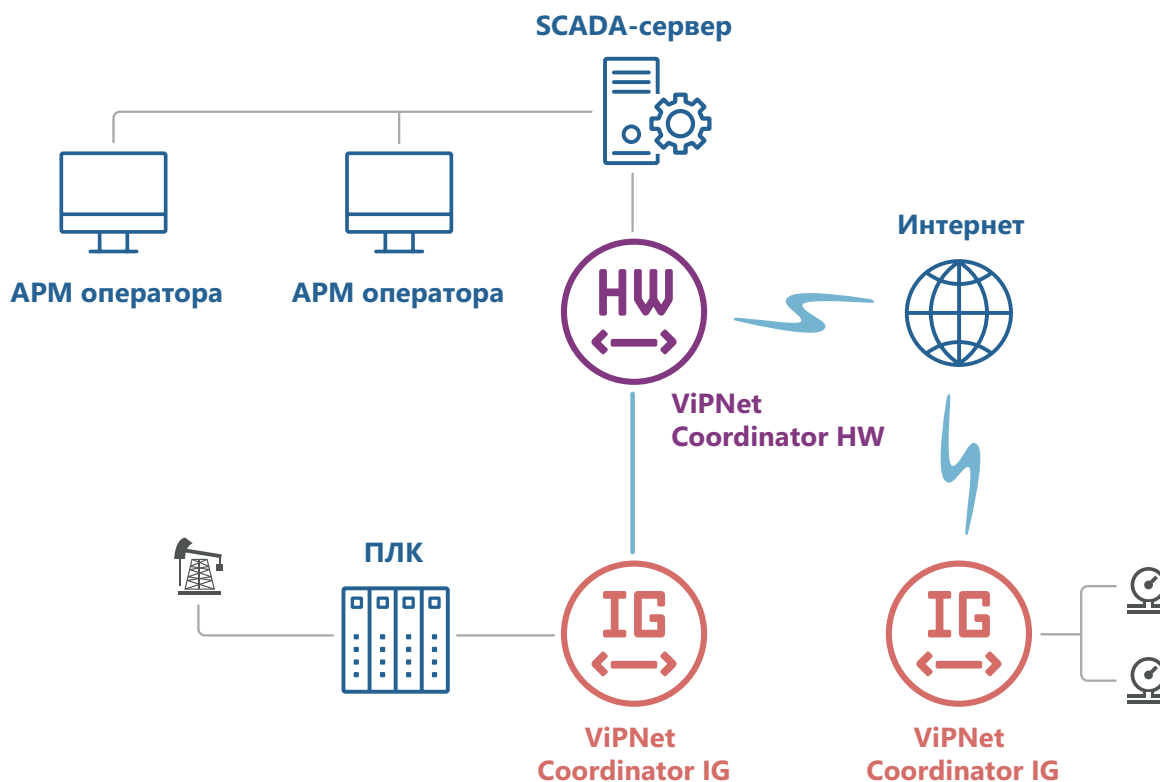 SCADA-сервер
АРМ оператора
АРМ оператора
Интернет
HW
ViPNet
Coordinator HW
ПЛК
IG
IG
ViPNet
Coordinator IG
ViPNet
Coordinator IG